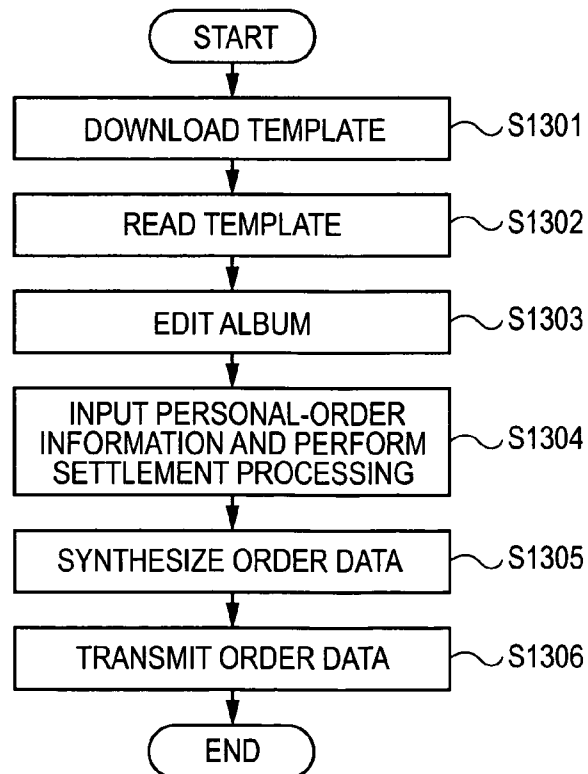 START
DOWNLOAD TEMPLATE
S1301
READ TEMPLATE
S1302
EDIT ALBUM
S1303
INPUT PERSONAL-ORDER
INFORMATION AND PERFORM
SETTLEMENT PROCESSING
S1304
SYNTHESIZE ORDER DATA
S1305
TRANSMIT ORDER DATA
S1306
END